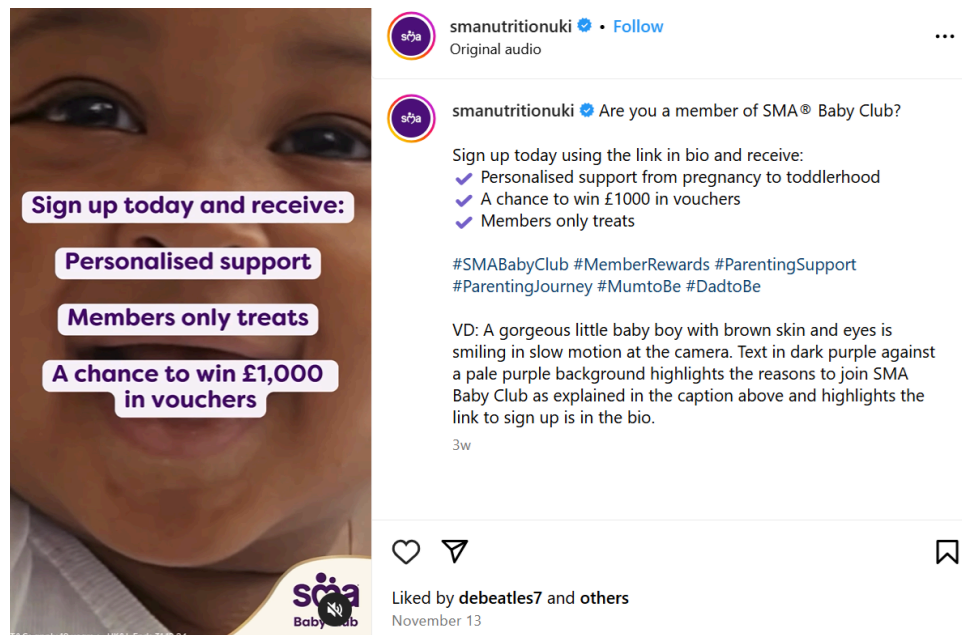 Sign up today and receive:
Personalised support
Members only treats
A chance to win £1,000
in vouchers
sma
Baby
smanutritionuki • Follow
Original audio
sma
smanutritionuki Are you a member of SMA® Baby Club?
Sign up today using the link in bio and receive:
Personalised support from pregnancy to toddlerhood
A chance to win £1000 in vouchers
Members only treats
#SMABabyClub #MemberRewards #ParentingSupport
#ParentingJourney #MumtoBe #DadtoBe
VD: A gorgeous little baby boy with brown skin and eyes is
smiling in slow motion at the camera. Text in dark purple against
a pale purple background highlights the reasons to join SMA
Baby Club as explained in the caption above and highlights the
link to sign up is in the bio.
3w
Liked by debeatles7 and others
November 13